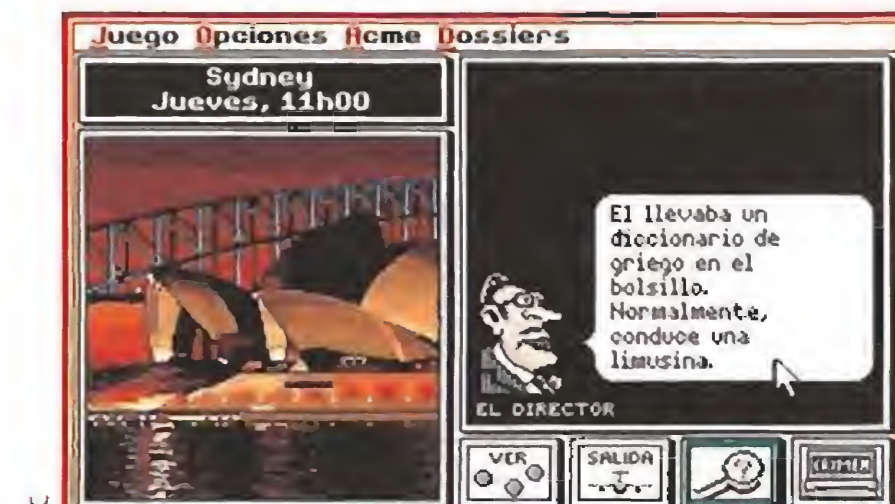 Juego Opciones Acme Dossiers
Sydney
Jueves, 11h00
El llevaba un
diccionario de
griego en el
bolsillo.
Normalmente,
conduce una
limusina.
EL DIRECTOR
VER
SALIDA
CRIMEN